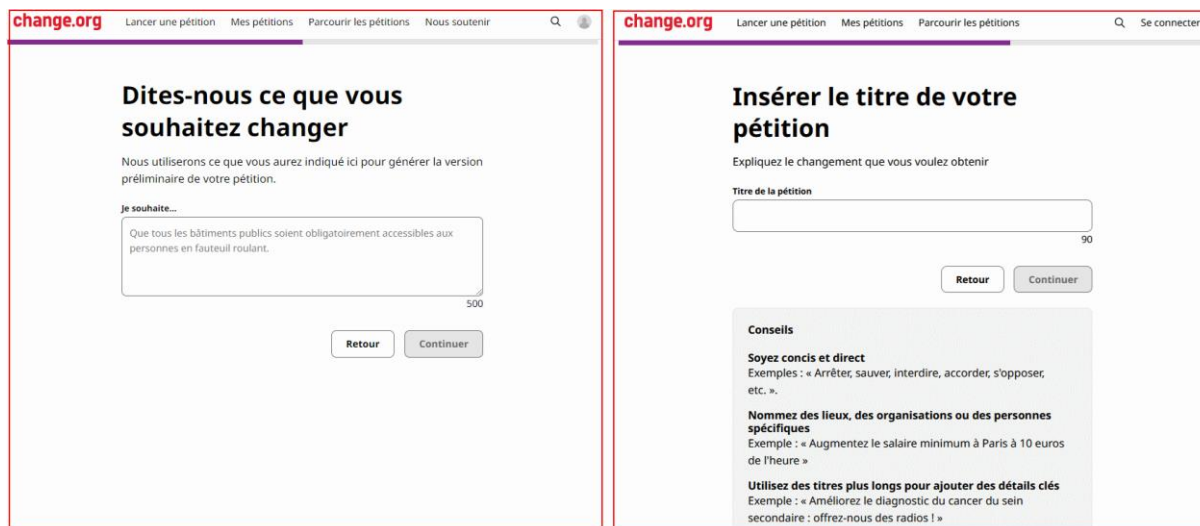 change.org Lancer une pétition Mes pétitions Parcourir les pétitions Nous soutenir
Dites-nous ce que vous
souhaitez changer
Nous utiliserons ce que vous aurez indiqué ici pour générer la version
préliminaire de votre pétition.
Je souhaite...
Que tous les bâtiments publics soient obligatoirement accessibles aux
personnes en fauteuil roulant.
500
Retour Continuer
change.org Lancer une pétition Mes pétitions Parcourir les pétitions Se connecter
Insérer le titre de votre
pétition
Expliquez le changement que vous voulez obtenir
Titre de la pétition
90
Retour Continuer
Conseils
Soyez concis et direct
Exemples : « Arrêter, sauver, interdire, accorder, s'opposer,
etc. ».
Nommez des lieux, des organisations ou des personnes
spécifiques
Exemple : « Augmentez le salaire minimum à Paris à 10 euros
de l'heure »
Utilisez des titres plus longs pour ajouter des détails clés
Exemple : « Améliorez le diagnostic du cancer du sein
secondaire : offrez-nous des radios ! »